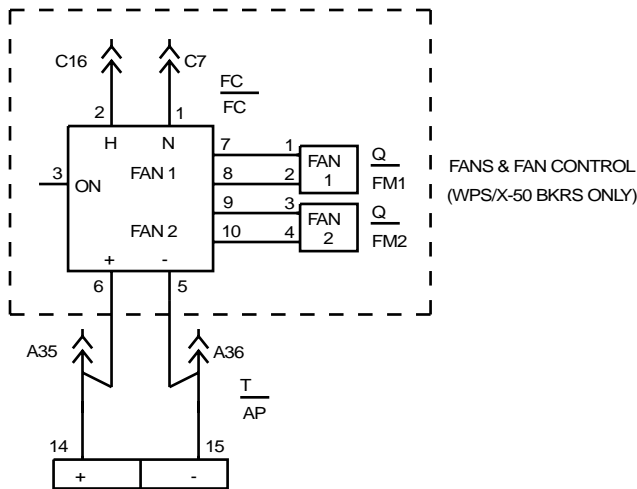 C16
C7
FC
FC
2
1
H
N
7
1
3
ON
FAN 1
FAN
1
Q
FM1
8
2
9
3
FAN 2
FAN
2
Q
FM2
10
4
+
-
6
5
FANS & FAN CONTROL
(WPS/X-50 BKRS ONLY)
A35
A36
T
AP
14
15
+
-